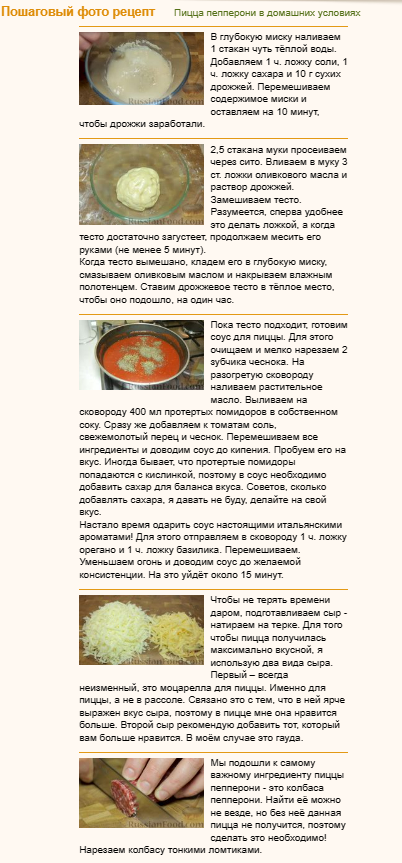 Пошаговый фото рецепт Пицца пепперони в домашних условиях
В глубокую миску наливаем
1 стакан чуть тёплой воды.
Добавляем 1 ч. ложку соли, 1
ч. ложку сахара и 10 г сухих
дрожжей. Перемешиваем
содержимое миски и
оставляем на 10 минут,
чтобы дрожжи заработали.
RussianFood.com
2,5 стакана муки просеиваем
через сито. Вливаем в муку 3
ст. ложки оливкового масла и
раствор дрожжей.
Замешиваем тесто.
Разумеется, сперва удобнее
это делать ложкой, а когда
тесто достаточно загустеет, продолжаем месить его
руками (не менее 5 минут).
Когда тесто вымешано, кладем его в глубокую миску,
смазываем оливковым маслом и накрываем влажным
полотенцем. Ставим дрожжевое тесто в тёплое место,
чтобы оно подошло, на один час.
RussianFood.com
Пока тесто подходит, готовим
соус для пиццы. Для этого
очищаем и мелко нарезаем 2
зубчика чеснока. На
разогретую сковороду
наливаем растительное
масло. Выливаем на
сковороду 400 мл протертых помидоров в собственном
соку. Сразу же добавляем к томатам соль,
свежемолотый перец и чеснок. Перемешиваем все
ингредиенты и доводим соус до кипения. Пробуем его на
вкус. Иногда бывает, что протертые помидоры
попадаются с кислинкой, поэтому в соус необходимо
добавить сахар для баланса вкуса. Советов, сколько
добавлять сахара, я давать не буду, делайте на свой
вкус.
Настало время одарить соус настоящими итальянскими
ароматами! Для этого отправляем в сковороду 1 ч. ложку
орегано и 1 ч. ложку базилика. Перемешиваем.
Уменьшаем огонь и доводим соус до желаемой
консистенции. На это уйдёт около 15 минут.
RussianFood.com
Чтобы не терять времени
даром, подготавливаем сыр -
натираем на терке. Для того
чтобы пицца получилась
максимально вкусной, я
использую два вида сыра.
Первый – всегда
неизменный, это моцарелла для пиццы. Именно для
пиццы, а не в рассоле. Связано это с тем, что в ней ярче
выражен вкус сыра, поэтому в пицце мне она нравится
больше. Второй сыр рекомендую добавить тот, который
вам больше нравится. В моём случае это гауда.
RussianFood.com
Мы подошли к самому
важному ингредиенту пиццы
пепперони - это колбаса
пепперони. Найти её можно
не везде, но без неё данная
пицца не получится, поэтому
сделать это необходимо!
Нарезаем колбасу тонкими ломтиками.
RussianFood.com